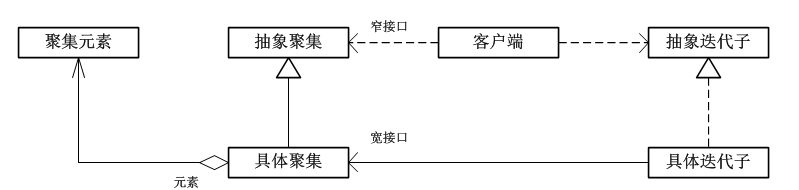 窄接口
聚集元素
抽象聚集
客户端
抽象迭代子
宽接口
具体聚集
具体迭代子
元素